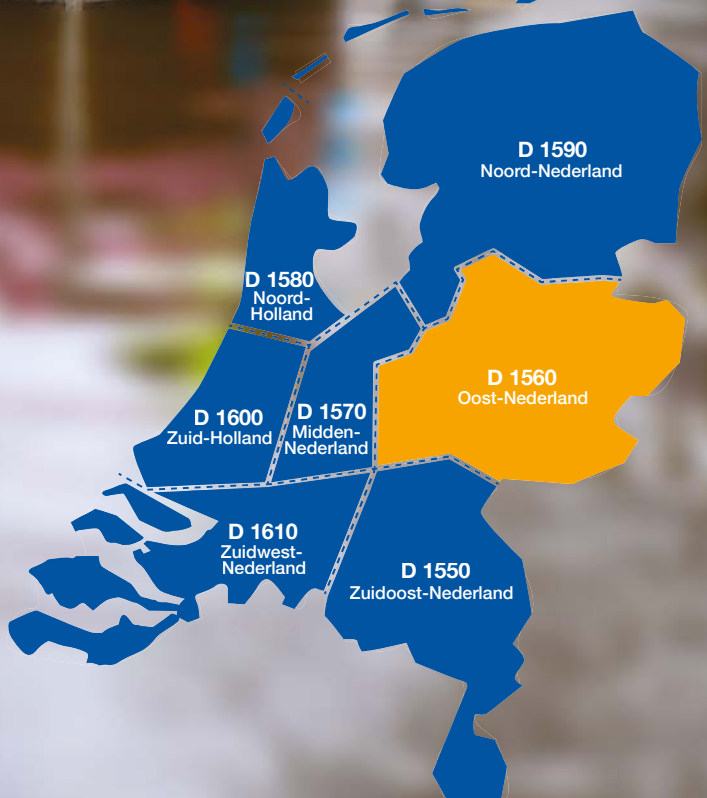 D 1590
Noord-Nederland
D 1580
Noord-
Holland
D 1560
Oost-Nederland
D 1600
Zuid-Holland
D 1570
Midden-
Nederland
D 1610
Zuidwest-
Nederland
D 1550
Zuidoost-Nederland